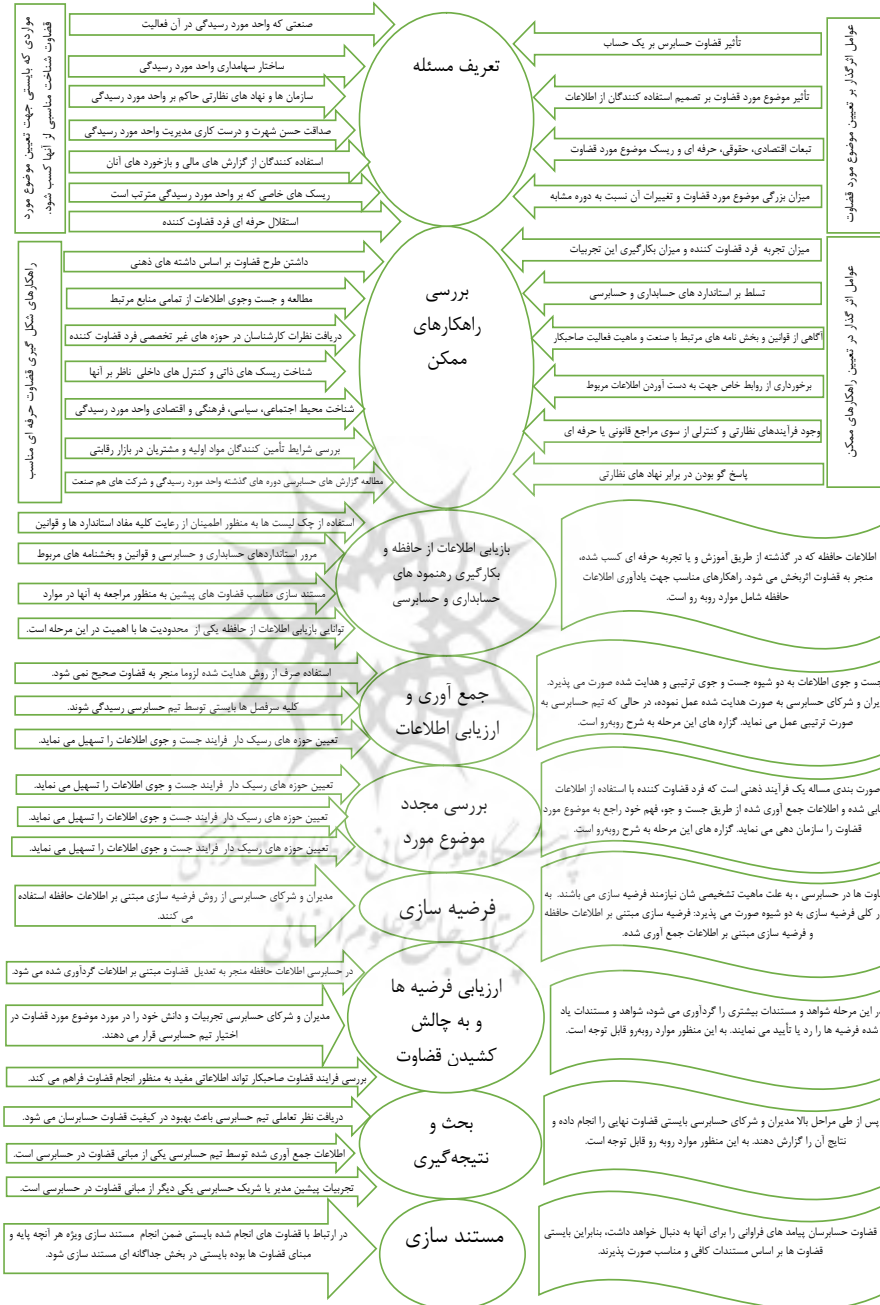 عوامل اثرگذار بر تعیین موضوع مورد قضاوت
تأثیر قضاوت حسابرس بر یک حساب
تأثیر موضوع مورد قضاوت بر تصمیم استفاده کنندگان از اطلاعات
تبعات اقتصادی، حقوقی، حرفه ای و ریسک موضوع مورد قضاوت
میزان بزرگی موضوع مورد قضاوت و تغییرات آن نسبت به دوره مشابه
تعریف مسئله
صنعتی که واحد مورد رسیدگی در آن فعالیت
ساختار سهامداری واحد مورد رسیدگی
سازمان ها و نهاد های نظارتی حاکم بر واحد مورد رسیدگی
صداقت حسن شهرت و درست کاری مدیریت واحد مورد رسیدگی
استفاده کنندگان از گزارش های مالی و بازخورد های آنان
ریسک های خاصی که بر واحد مورد رسیدگی مترتب است
استقلال حرفه ای فرد قضاوت کننده
مواردی که بایستی جهت تعیین موضوع مورد
قضاوت شناخت مناسبی از آنها کسب شود.
عوامل اثر گذار در تعیین راهکارهای ممکن
میزان تجربه فرد قضاوت کننده و میزان بکارگیری این تجربیات
تسلط بر استاندارد های حسابداری و حسابرسی
آگاهی از قوانین و بخش نامه های مرتبط با صنعت و ماهیت فعالیت صاحبکار
برخورداری از روابط خاص جهت به دست آوردن اطلاعات مربوط
وجود فرآیندهای نظارتی و کنترلی از سوی مراجع قانونی یا حرفه ای
پاسخ گو بودن در برابر نهاد های نظارتی
بررسی
راهکارهای
ممکن
داشتن طرح قضاوت بر اساس داشته های ذهنی
مطالعه و جست وجوی اطلاعات از تمامی منابع مرتبط
دریافت نظرات کارشناسان در حوزه های غیر تخصصی فرد قضاوت کننده
شناخت ریسک های ذاتی و کنترل های داخلی ناظر بر آنها
شناخت محیط اجتماعی، سیاسی، فرهنگی و اقتصادی واحد مورد رسیدگی
بررسی شرایط تأمین کنندگان مواد اولیه و مشتریان در بازار رقابتی
مطالعه گزارش های حسابرسی دوره های گذشته واحد مورد رسیدگی و شرکت های هم صنعت
راهکارهای شکل گیری قضاوت حرفه ای مناسب
اطلاعات حافظه که در گذشته از طریق آموزش و یا تجربه حرفه ای کسب شده،
منجر به قضاوت اثربخش می شود. راهکارهای مناسب جهت یادآوری اطلاعات
حافظه شامل موارد روبه رو است.
بازیابی اطلاعات از حافظه و
بکارگیری رهنمود های
حسابداری و حسابرسی
استفاده از چک لیست ها به منظور اطمینان از رعایت کلیه مفاد استاندارد ها و قوانین
مرور استانداردهای حسابداری و حسابرسی و قوانین و بخشنامه های مربوط
مستند سازی مناسب قضاوت های پیشین به منظور مراجعه به آنها در موارد
توانایی بازیابی اطلاعات از حافظه یکی از محدودیت ها با اهمیت در این مرحله است.
جست و جوی اطلاعات به دو شیوه جست و جوی ترتیبی و هدایت شده صورت می پذیرد.
یران و شرکای حسابرسی به صورت هدایت شده عمل نموده، در حالی که تیم حسابرسی به
صورت ترتیبی عمل می نماید. گزاره های این مرحله به شرح روبه‌رو است.
جمع آوری و
ارزیابی اطلاعات
استفاده صرف از روش هدایت شده لزوما منجر به قضاوت صحیح نمی شود.
کلیه سرفصل ها بایستی توسط تیم حسابرسی رسیدگی شوند.
تعیین حوزه های رسیک دار فرایند جست و جوی اطلاعات را تسهیل می نماید.
صورت بندی مساله یک فرآیند ذهنی است که فرد قضاوت کننده با استفاده از اطلاعات
یابی شده و اطلاعات جمع آوری شده از طریق جست و جو، فهم خود راجع به موضوع مورد
قضاوت را سازمان دهی می نماید. گزاره های این مرحله به شرح روبه‌رو است.
بررسی مجدد
موضوع مورد
تعیین حوزه های رسیک دار فرایند جست و جوی اطلاعات را تسهیل می نماید.
تعیین حوزه های رسیک دار فرایند جست و جوی اطلاعات را تسهیل می نماید.
تعیین حوزه های رسیک دار فرایند جست و جوی اطلاعات را تسهیل می نماید.
پژوهشگاه علوم انسانی و مطالعات فرهنگی
پرتال جامع علوم انسانی
اوت ها در حسابرسی ، به علت ماهیت تشخیصی شان نیازمند فرضیه سازی می باشند. به
ر کلی فرضیه سازی به دو شیوه صورت می پذیرد: فرضیه سازی مبتنی بر اطلاعات حافظه
و فرضیه سازی مبتنی بر اطلاعات جمع آوری شده.
فرضیه سازی
مدیران و شرکای حسابرسی از روش فرضیه سازی مبتنی بر اطلاعات حافظه استفاده
می کنند.
ر این مرحله شواهد و مستندات بیشتری را گردآوری می شود، شواهد و مستندات یاد
شده فرضیه ها را رد یا تأیید می نمایند. به این منظور موارد روبه‌رو قابل توجه است.
ارزیابی فرضیه ها
و به چالش
کشیدن قضاوت
در حسابرسی اطلاعات حافظه منجر به تعدیل قضاوت مبتنی بر اطلاعات گردآوری شده می شود.
مدیران و شرکای حسابرسی تجربیات و دانش خود را در مورد موضوع مورد قضاوت در
اختیار تیم حسابرسی قرار می دهند.
بررسی فرایند قضاوت صاحبکار تواند اطلاعاتی مفید به منظور انجام قضاوت فراهم می کند.
پس از طی مراحل بالا مدیران و شرکای حسابرسی بایستی قضاوت نهایی را انجام داده و
نتایج آن را گزارش دهند. به این منظور موارد روبه رو قابل توجه است.
بحث و
نتیجه‌گیری
دریافت نظر تعاملی تیم حسابرسی باعث بهبود در کیفیت قضاوت حسابرسان می شود.
اطلاعات جمع آوری شده توسط تیم حسابرسی یکی از مبانی قضاوت در حسابرسی است.
تجربیات پیشین مدیر یا شریک حسابرسی یکی دیگر از مبانی قضاوت در حسابرسی است.
قضاوت حسابرسان پیامد های فراوانی را برای آنها به دنبال خواهد داشت، بنابراین بایستی
قضاوت ها بر اساس مستندات کافی و مناسب صورت پذیرند.
مستند سازی
در ارتباط با قضاوت های انجام شده بایستی ضمن انجام مستند سازی ویژه هر آنچه پایه و
مبنای قضاوت ها بوده بایستی در بخش جداگانه ای مستند سازی شود.